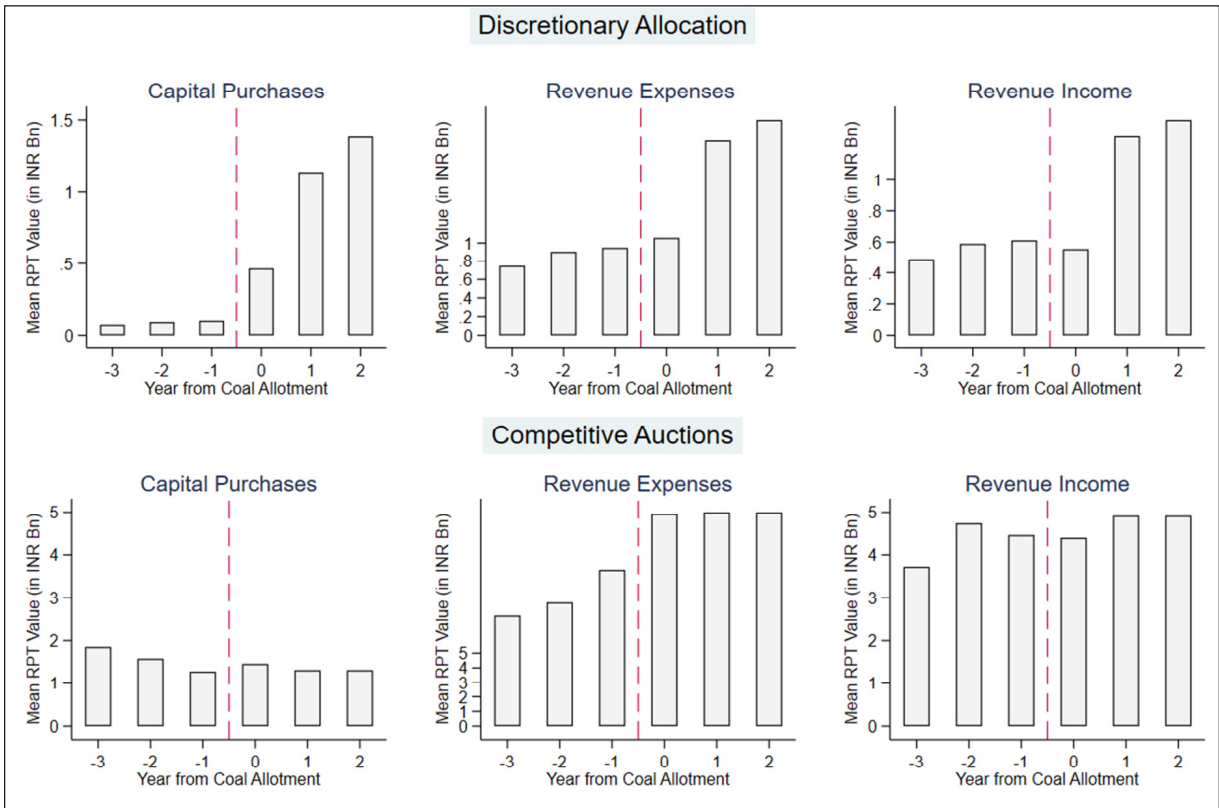 Discretionary Allocation
Capital Purchases
Mean RPT Value (in INR Bn)
1.5
1
.5
0
-3 -2 -1 0 1 2
Year from Coal Allotment
Revenue Expenses
Mean RPT Value (in INR Bn)
1
.8
.6
.4
.2
0
-3 -2 -1 0 1 2
Year from Coal Allotment
Revenue Income
Mean RPT Value (in INR Bn)
1
.8
.6
.4
.2
0
-3 -2 -1 0 1 2
Year from Coal Allotment
Competitive Auctions
Capital Purchases
Mean RPT Value (in INR Bn)
5
4
3
2
1
0
-3 -2 -1 0 1 2
Year from Coal Allotment
Revenue Expenses
Mean RPT Value (in INR Bn)
5
4
3
2
1
0
-3 -2 -1 0 1 2
Year from Coal Allotment
Revenue Income
Mean RPT Value (in INR Bn)
5
4
3
2
1
0
-3 -2 -1 0 1 2
Year from Coal Allotment